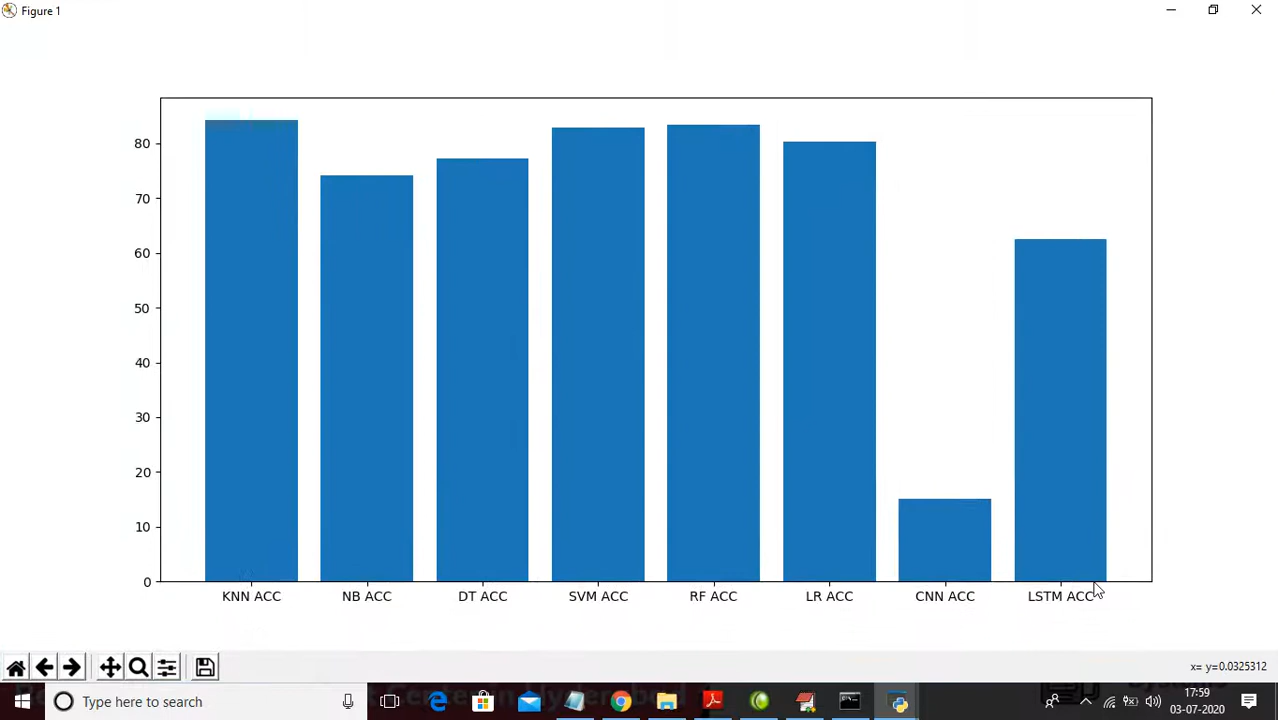 Figure 1
80
70
60
50
40
30
20
10
0
KNN ACC NB ACC DT ACC SVM ACC RF ACC LR ACC CNN ACC LSTM ACC
x= y=0.0325312
Type here to search
17:59
03-07-2020